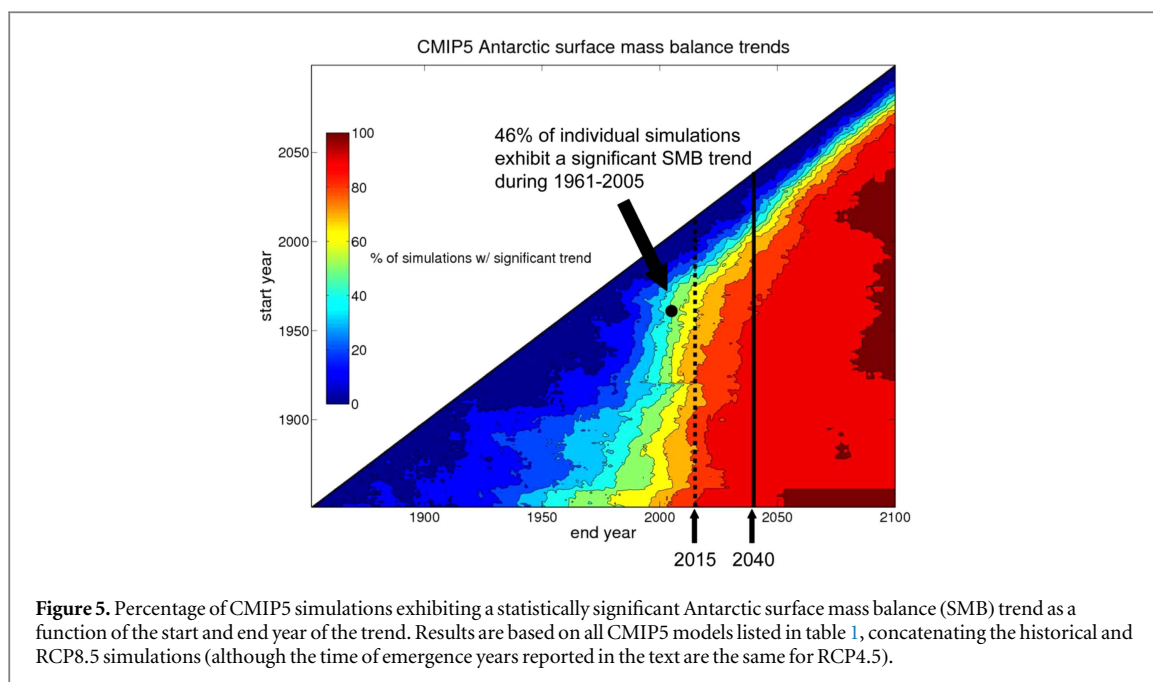 CMIP5 Antarctic surface mass balance trends
46% of individual simulations
exhibit a significant SMB trend
during 1961-2005
100
80
60
40
20
0
% of simulations w/ significant trend
start year
2050
2000
1950
1900
1900
1950
2000
2050
2100
end year
2015
2040
Figure 5. Percentage of CMIP5 simulations exhibiting a statistically significant Antarctic surface mass balance (SMB) trend as a
function of the start and end year of the trend. Results are based on all CMIP5 models listed in table 1, concatenating the historical and
RCP8.5 simulations (although the time of emergence years reported in the text are the same for RCP4.5).